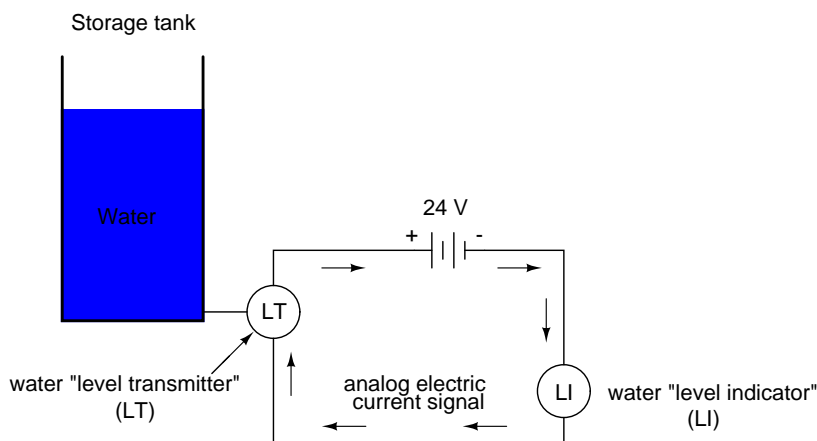 Storage tank
Water
24 V
+ -
LT
water "level transmitter"
(LT)
analog electric
current signal
LI
water "level indicator"
(LI)